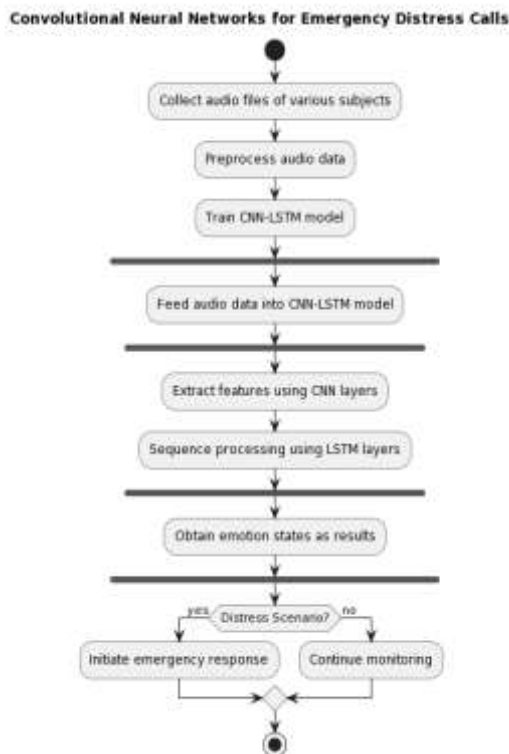 Convolutional Neural Networks for Emergency Distress Calls
Collect audio files of various subjects
Preprocess audio data
Train CNN-LSTM model
Feed audio data into CNN-LSTM model
Extract features using CNN layers
Sequence processing using LSTM layers
Obtain emotion states as results
yes
Distress Scenario?
no
Initiate emergency response
Continue monitoring